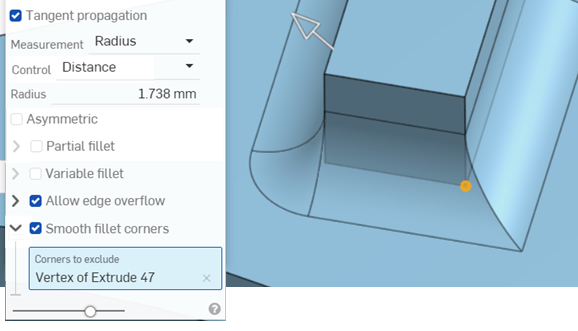 Tangent propagation
Measurement Radius
Control Distance
Radius 1.738 mm
Asymmetric
Partial fillet
Variable fillet
Allow edge overflow
Smooth fillet corners
Corners to exclude
Vertex of Extrude 47